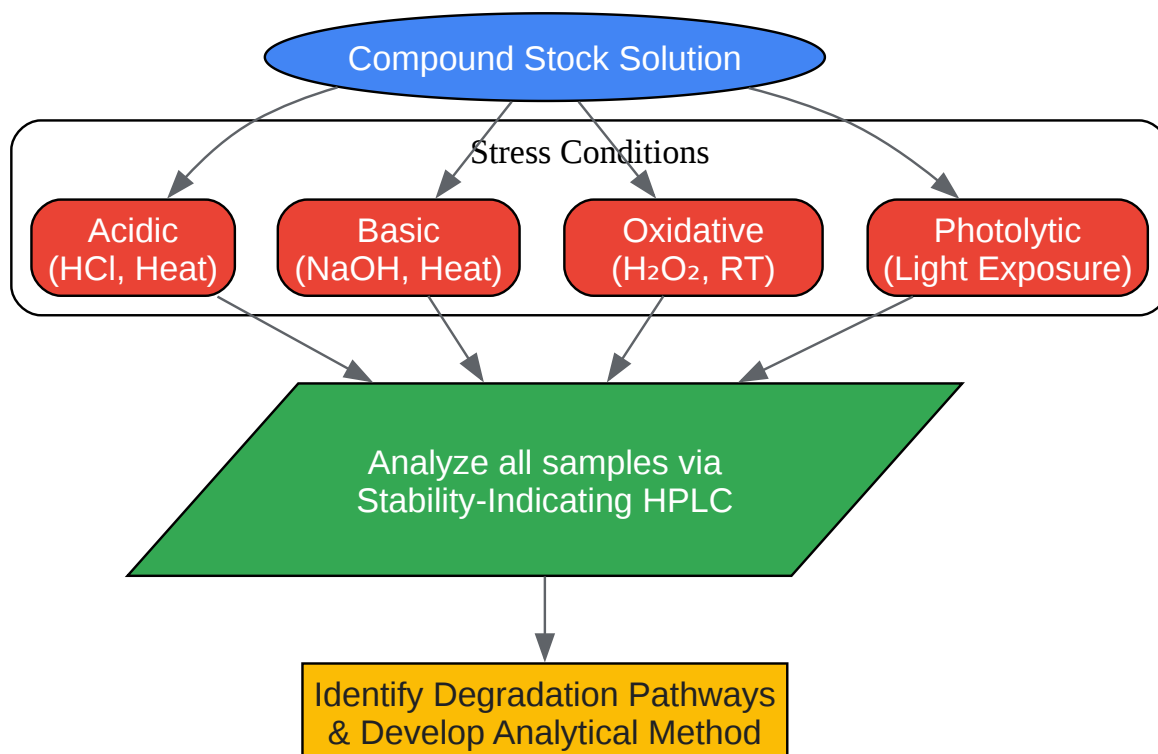 Compound Stock Solution
Stress Conditions
Acidic
(HCl, Heat)
Basic
(NaOH, Heat)
Oxidative
(H₂O₂, RT)
Photolytic
(Light Exposure)
Analyze all samples via
Stability-Indicating HPLC
Identify Degradation Pathways
& Develop Analytical Method